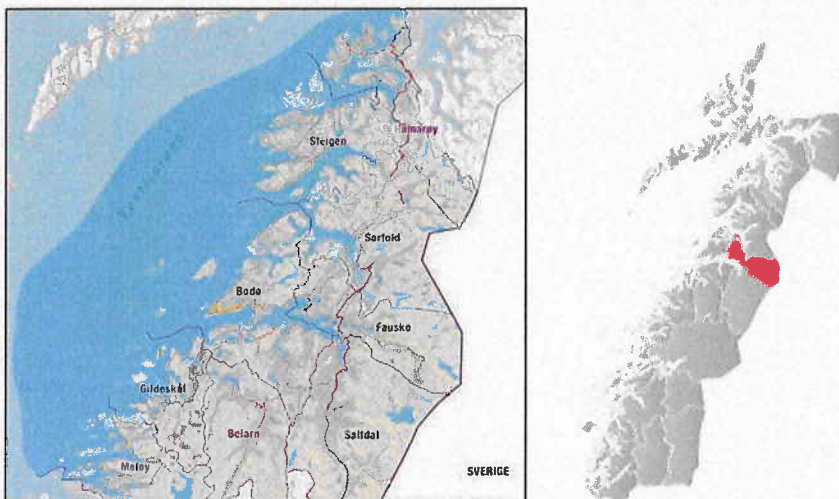 Hamarøy
Steigen
Sørfold
Bodø
Fauske
Gildeskål
Beiarn
Saltdal
Meløy
SVERIGE